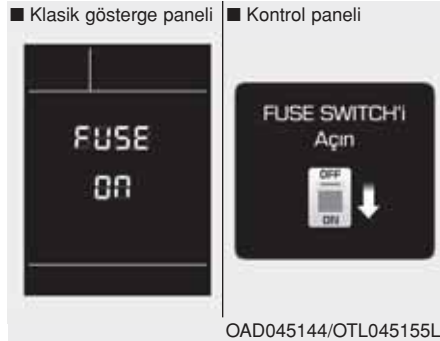 ■ Klasik gösterge paneli
■ Kontrol paneli
FUSE
ON
FUSE SWITCH'i
Açın
OFF
ON
OAD045144/OTL045155L